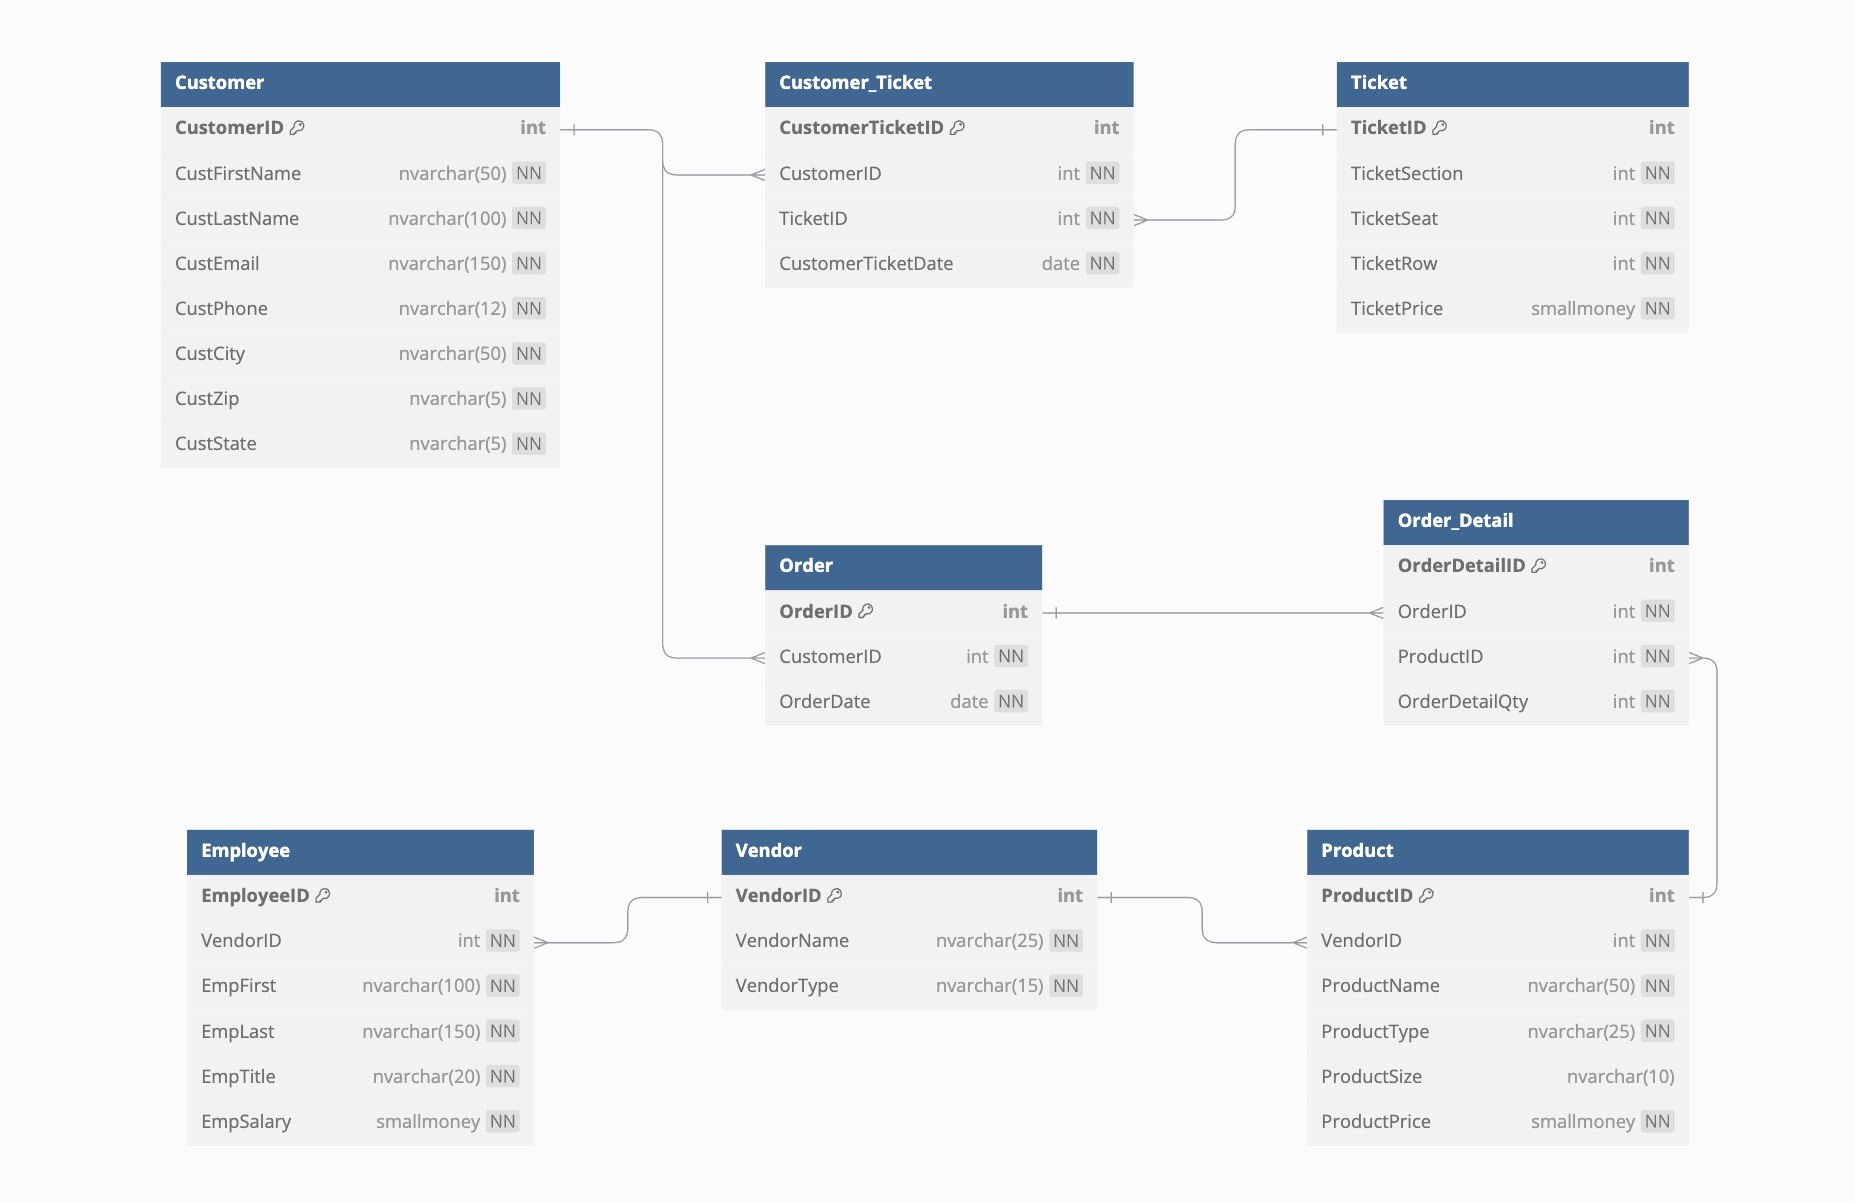 Customer
CustomerID int
CustFirstName nvarchar(50) NN
CustLastName nvarchar(100) NN
CustEmail nvarchar(150) NN
CustPhone nvarchar(12) NN
CustCity nvarchar(50) NN
CustZip nvarchar(5) NN
CustState nvarchar(5) NN
Customer_Ticket
CustomerTicketID int
CustomerID int NN
TicketID int NN
CustomerTicketDate date NN
Ticket
TicketID int
TicketSection int NN
TicketSeat int NN
TicketRow int NN
TicketPrice smallmoney NN
Order
OrderID int
CustomerID int NN
OrderDate date NN
Order_Detail
OrderDetailID int
OrderID int NN
ProductID int NN
OrderDetailQty int NN
Employee
EmployeeID int
VendorID int NN
EmpFirst nvarchar(100) NN
EmpLast nvarchar(150) NN
EmpTitle nvarchar(20) NN
EmpSalary smallmoney NN
Vendor
VendorID int
VendorName nvarchar(25) NN
VendorType nvarchar(15) NN
Product
ProductID int
VendorID int NN
ProductName nvarchar(50) NN
ProductType nvarchar(25) NN
ProductSize nvarchar(10)
ProductPrice smallmoney NN